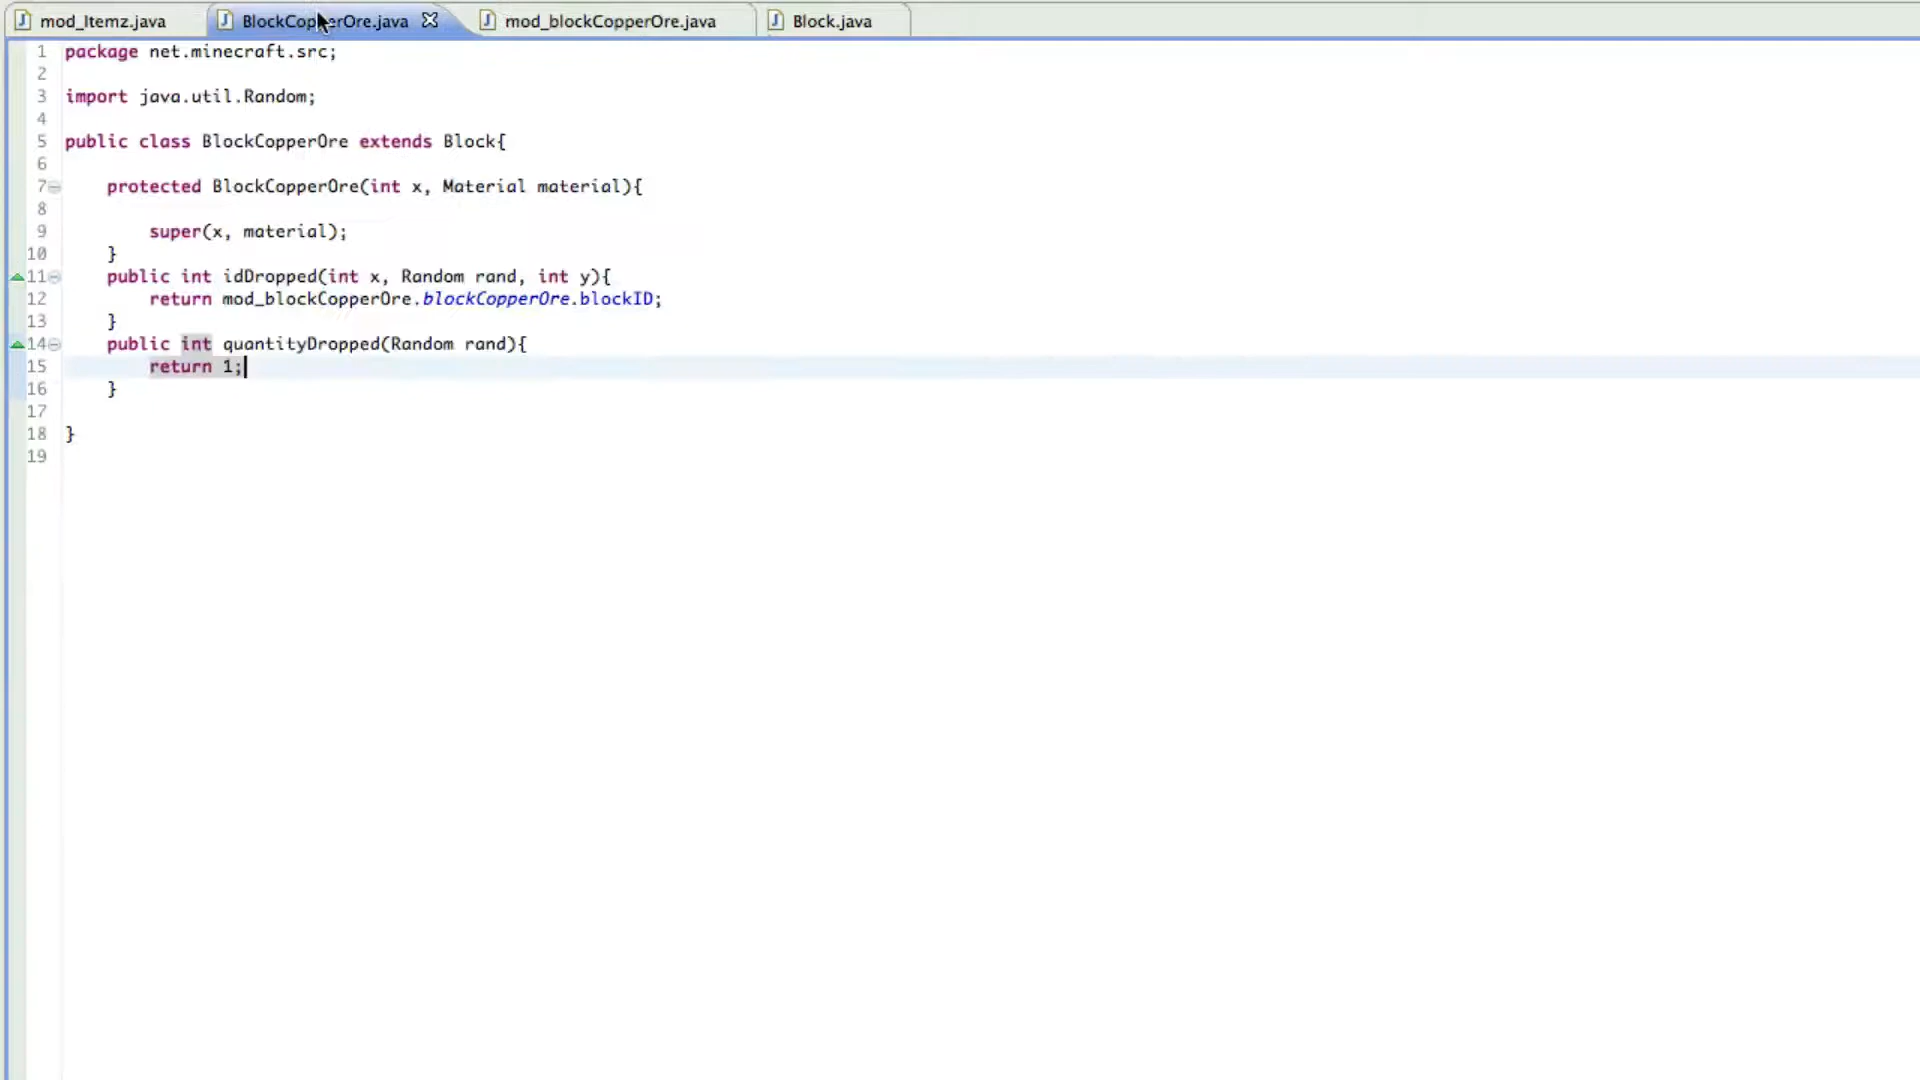 mod_Itemz.java BlockCopperOre.java mod_blockCopperOre.java Block.java
1 package net.minecraft.src;
2
3 import java.util.Random;
4
5 public class BlockCopperOre extends Block{
6
7 protected BlockCopperOre(int x, Material material){
8
9 super(x, material);
10 }
11 public int idDropped(int x, Random rand, int y){
12 return mod_blockCopperOre.blockCopperOre.blockID;
13 }
14 public int quantityDropped(Random rand){
15 return 1;
16 }
17
18 }
19